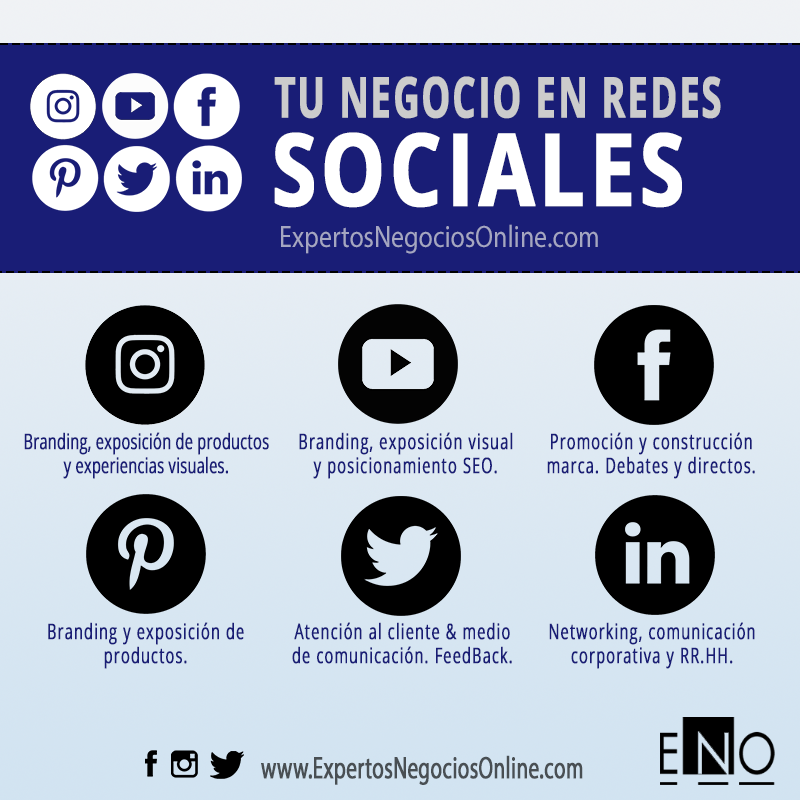 TU NEGOCIO EN REDES
SOCIALES
ExpertosNegociosOnline.com
Branding, exposición de productos
y experiencias visuales.
Branding, exposición visual
y posicionamiento SEO.
Promoción y construcción
marca. Debates y directos.
Branding y exposición de
productos.
Atención al cliente & medio
de comunicación. FeedBack.
Networking, comunicación
corporativa y RR.HH.
www.ExpertosNegociosOnline.com
ENO